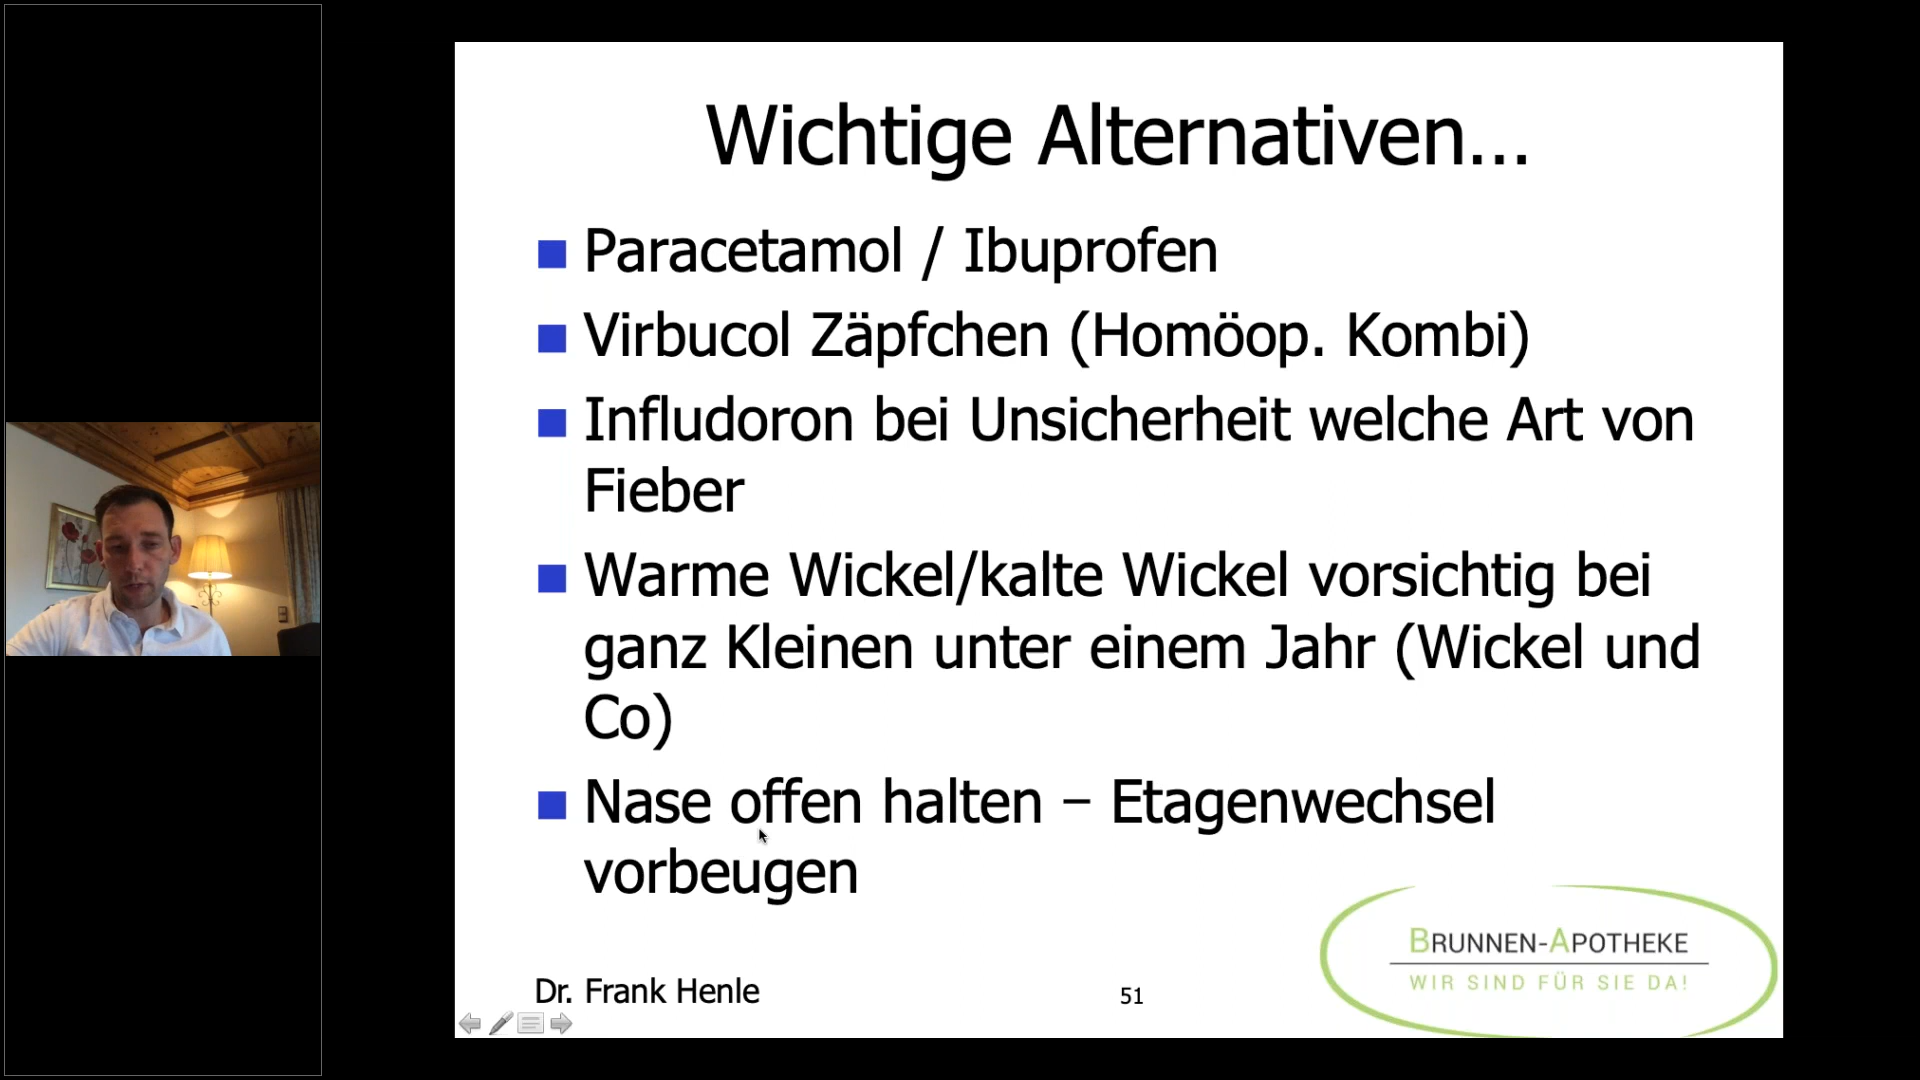 Wichtige Alternativen...
Paracetamol / Ibuprofen
Virbucol Zäpfchen (Homöop. Kombi)
Infludoron bei Unsicherheit welche Art von
Fieber
Warme Wickel/kalte Wickel vorsichtig bei
ganz Kleinen unter einem Jahr (Wickel und
Co)
Nase offen halten – Etagenwechsel
vorbeugen
BRUNNEN-APOTHEKE
WIR SIND FÜR SIE DA!
Dr. Frank Henle
51